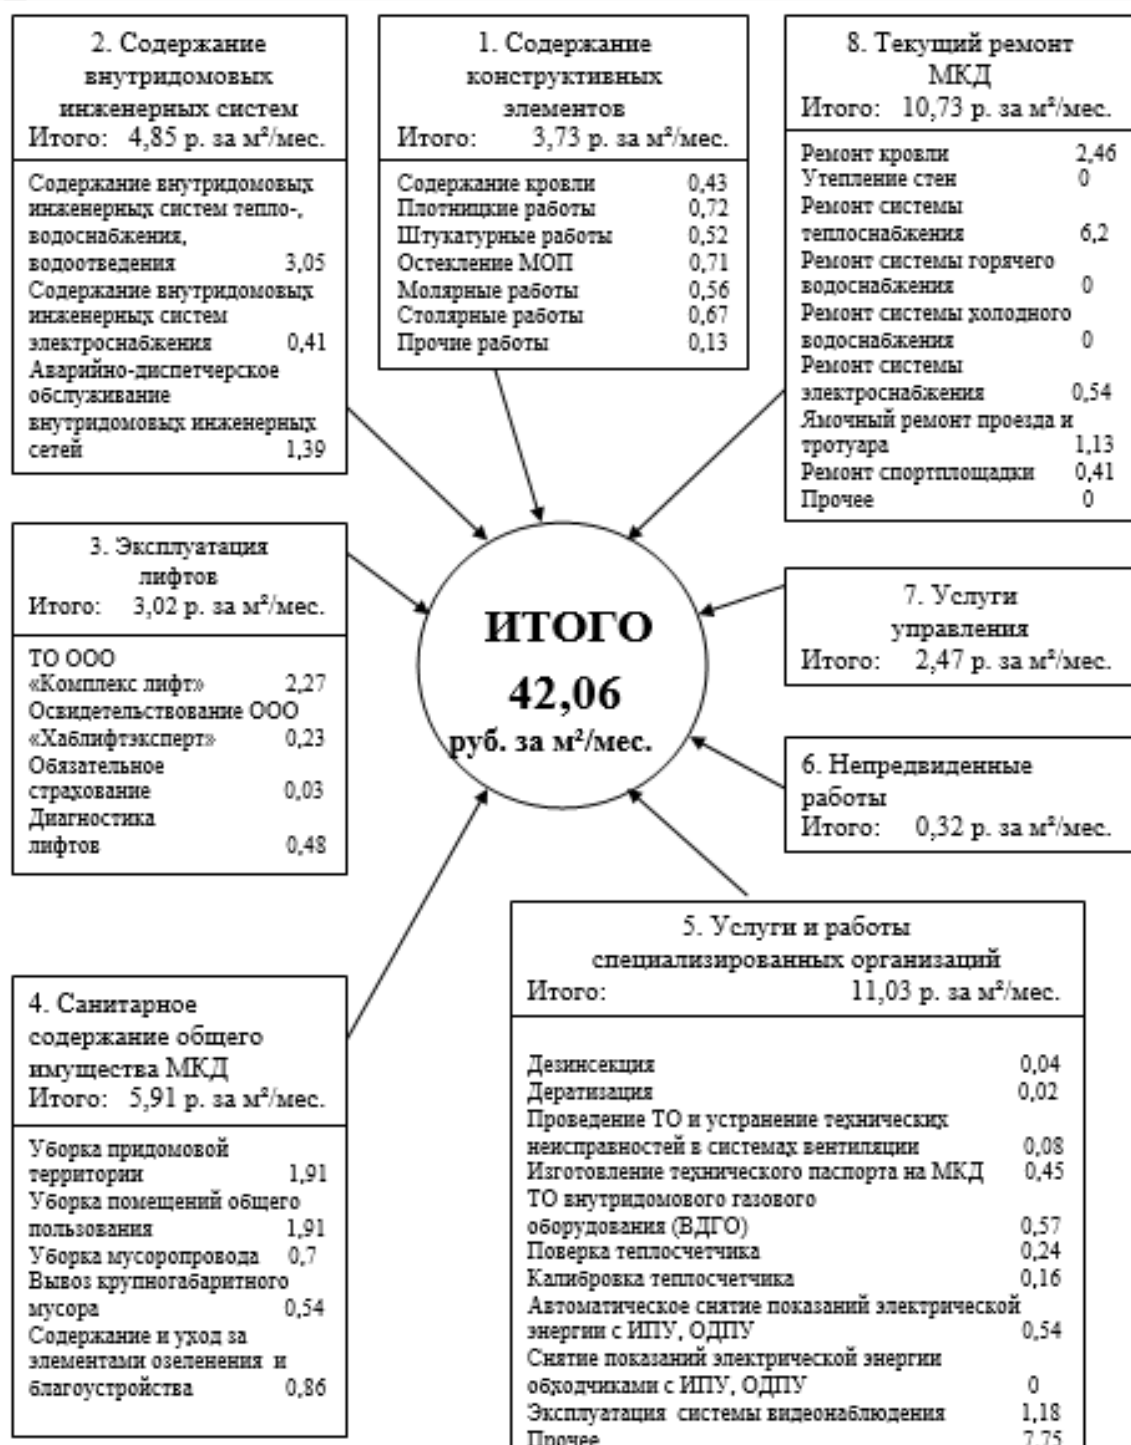 2. Содержание
внутридомовых
инженерных систем
Итого: 4,85 р. за м²/мес.
Содержание внутридомовых
инженерных систем тепло-,
водоснабжения,
водоотведения 3,05
Содержание внутридомовых
инженерных систем
электроснабжения 0,41
Аварийно-диспетчерское
обслуживание
внутридомовых инженерных
сетей 1,39
1. Содержание
конструктивных
элементов
Итого: 3,73 р. за м²/мес.
Содержание кровли 0,43
Плотницкие работы 0,72
Штукатурные работы 0,52
Остекление МОП 0,71
Молярные работы 0,56
Столярные работы 0,67
Прочие работы 0,13
8. Текущий ремонт
МКД
Итого: 10,73 р. за м²/мес.
Ремонт кровли 2,46
Утепление стен 0
Ремонт системы
теплоснабжения 6,2
Ремонт системы горячего
водоснабжения 0
Ремонт системы холодного
водоснабжения 0
Ремонт системы
электроснабжения 0,54
Ямочный ремонт проезда и
тротуара 1,13
Ремонт спортплощадки 0,41
Прочее 0
3. Эксплуатация
лифтов
Итого: 3,02 р. за м²/мес.
ТО ООО
«Комплекс лифт» 2,27
Освидетельствование ООО
«Хаблифтэксперт» 0,23
Обязательное
страхование 0,03
Диагностика
лифтов 0,48
ИТОГО
42,06
руб. за м²/мес.
7. Услуги
управления
Итого: 2,47 р. за м²/мес.
6. Непредвиденные
работы
Итого: 0,32 р. за м²/мес.
4. Санитарное
содержание общего
имущества МКД
Итого: 5,91 р. за м²/мес.
Уборка придомовой
территории 1,91
Уборка помещений общего
пользования 1,91
Уборка мусоропровода 0,7
Вывоз крупногабаритного
мусора 0,54
Содержание и уход за
элементами озеленения и
благоустройства 0,86
5. Услуги и работы
специализированных организаций
Итого: 11,03 р. за м²/мес.
Дезинсекция 0,04
Дератизация 0,02
Проведение ТО и устранение технических
неисправностей в системах вентиляции 0,08
Изготовление технического паспорта на МКД 0,45
ТО внутридомового газового
оборудования (ВДГО) 0,57
Поверка теплосчетчика 0,24
Калибровка теплосчетчика 0,16
Автоматическое снятие показаний электрической
энергии с ИПУ, ОДПУ 0,54
Снятие показаний электрической энергии
обходчиками с ИПУ, ОДПУ 0
Эксплуатация системы видеонаблюдения 1,18
Прочее 7,75